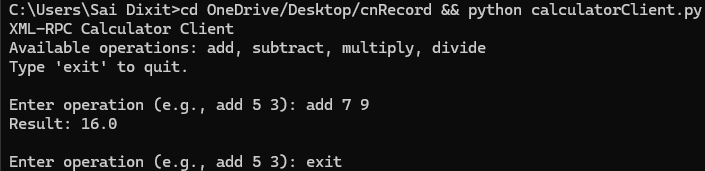 C:\Users\Sai Dixit>cd OneDrive/Desktop/cnRecord && python calculatorClient.py
XML-RPC Calculator Client
Available operations: add, subtract, multiply, divide
Type 'exit' to quit.
Enter operation (e.g., add 5 3): add 7 9
Result: 16.0
Enter operation (e.g., add 5 3): exit